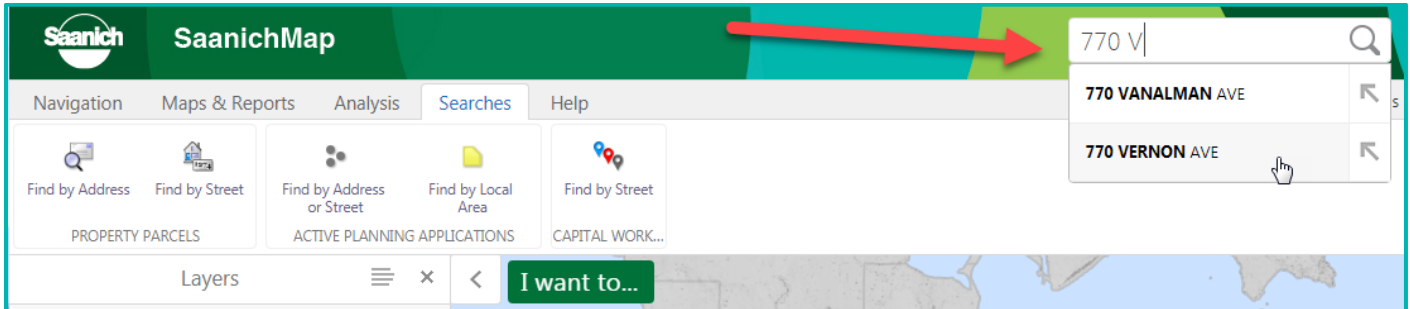 Saanich
SaanichMap
770 V
770 VANALMAN AVE
770 VERNON AVE
Navigation Maps & Reports Analysis Searches Help
s
Find by Address
Find by Street
PROPERTY PARCELS
Find by Address
or Street
Find by Local
Area
ACTIVE PLANNING APPLICATIONS
Find by Street
CAPITAL WORK...
Layers
I want to...